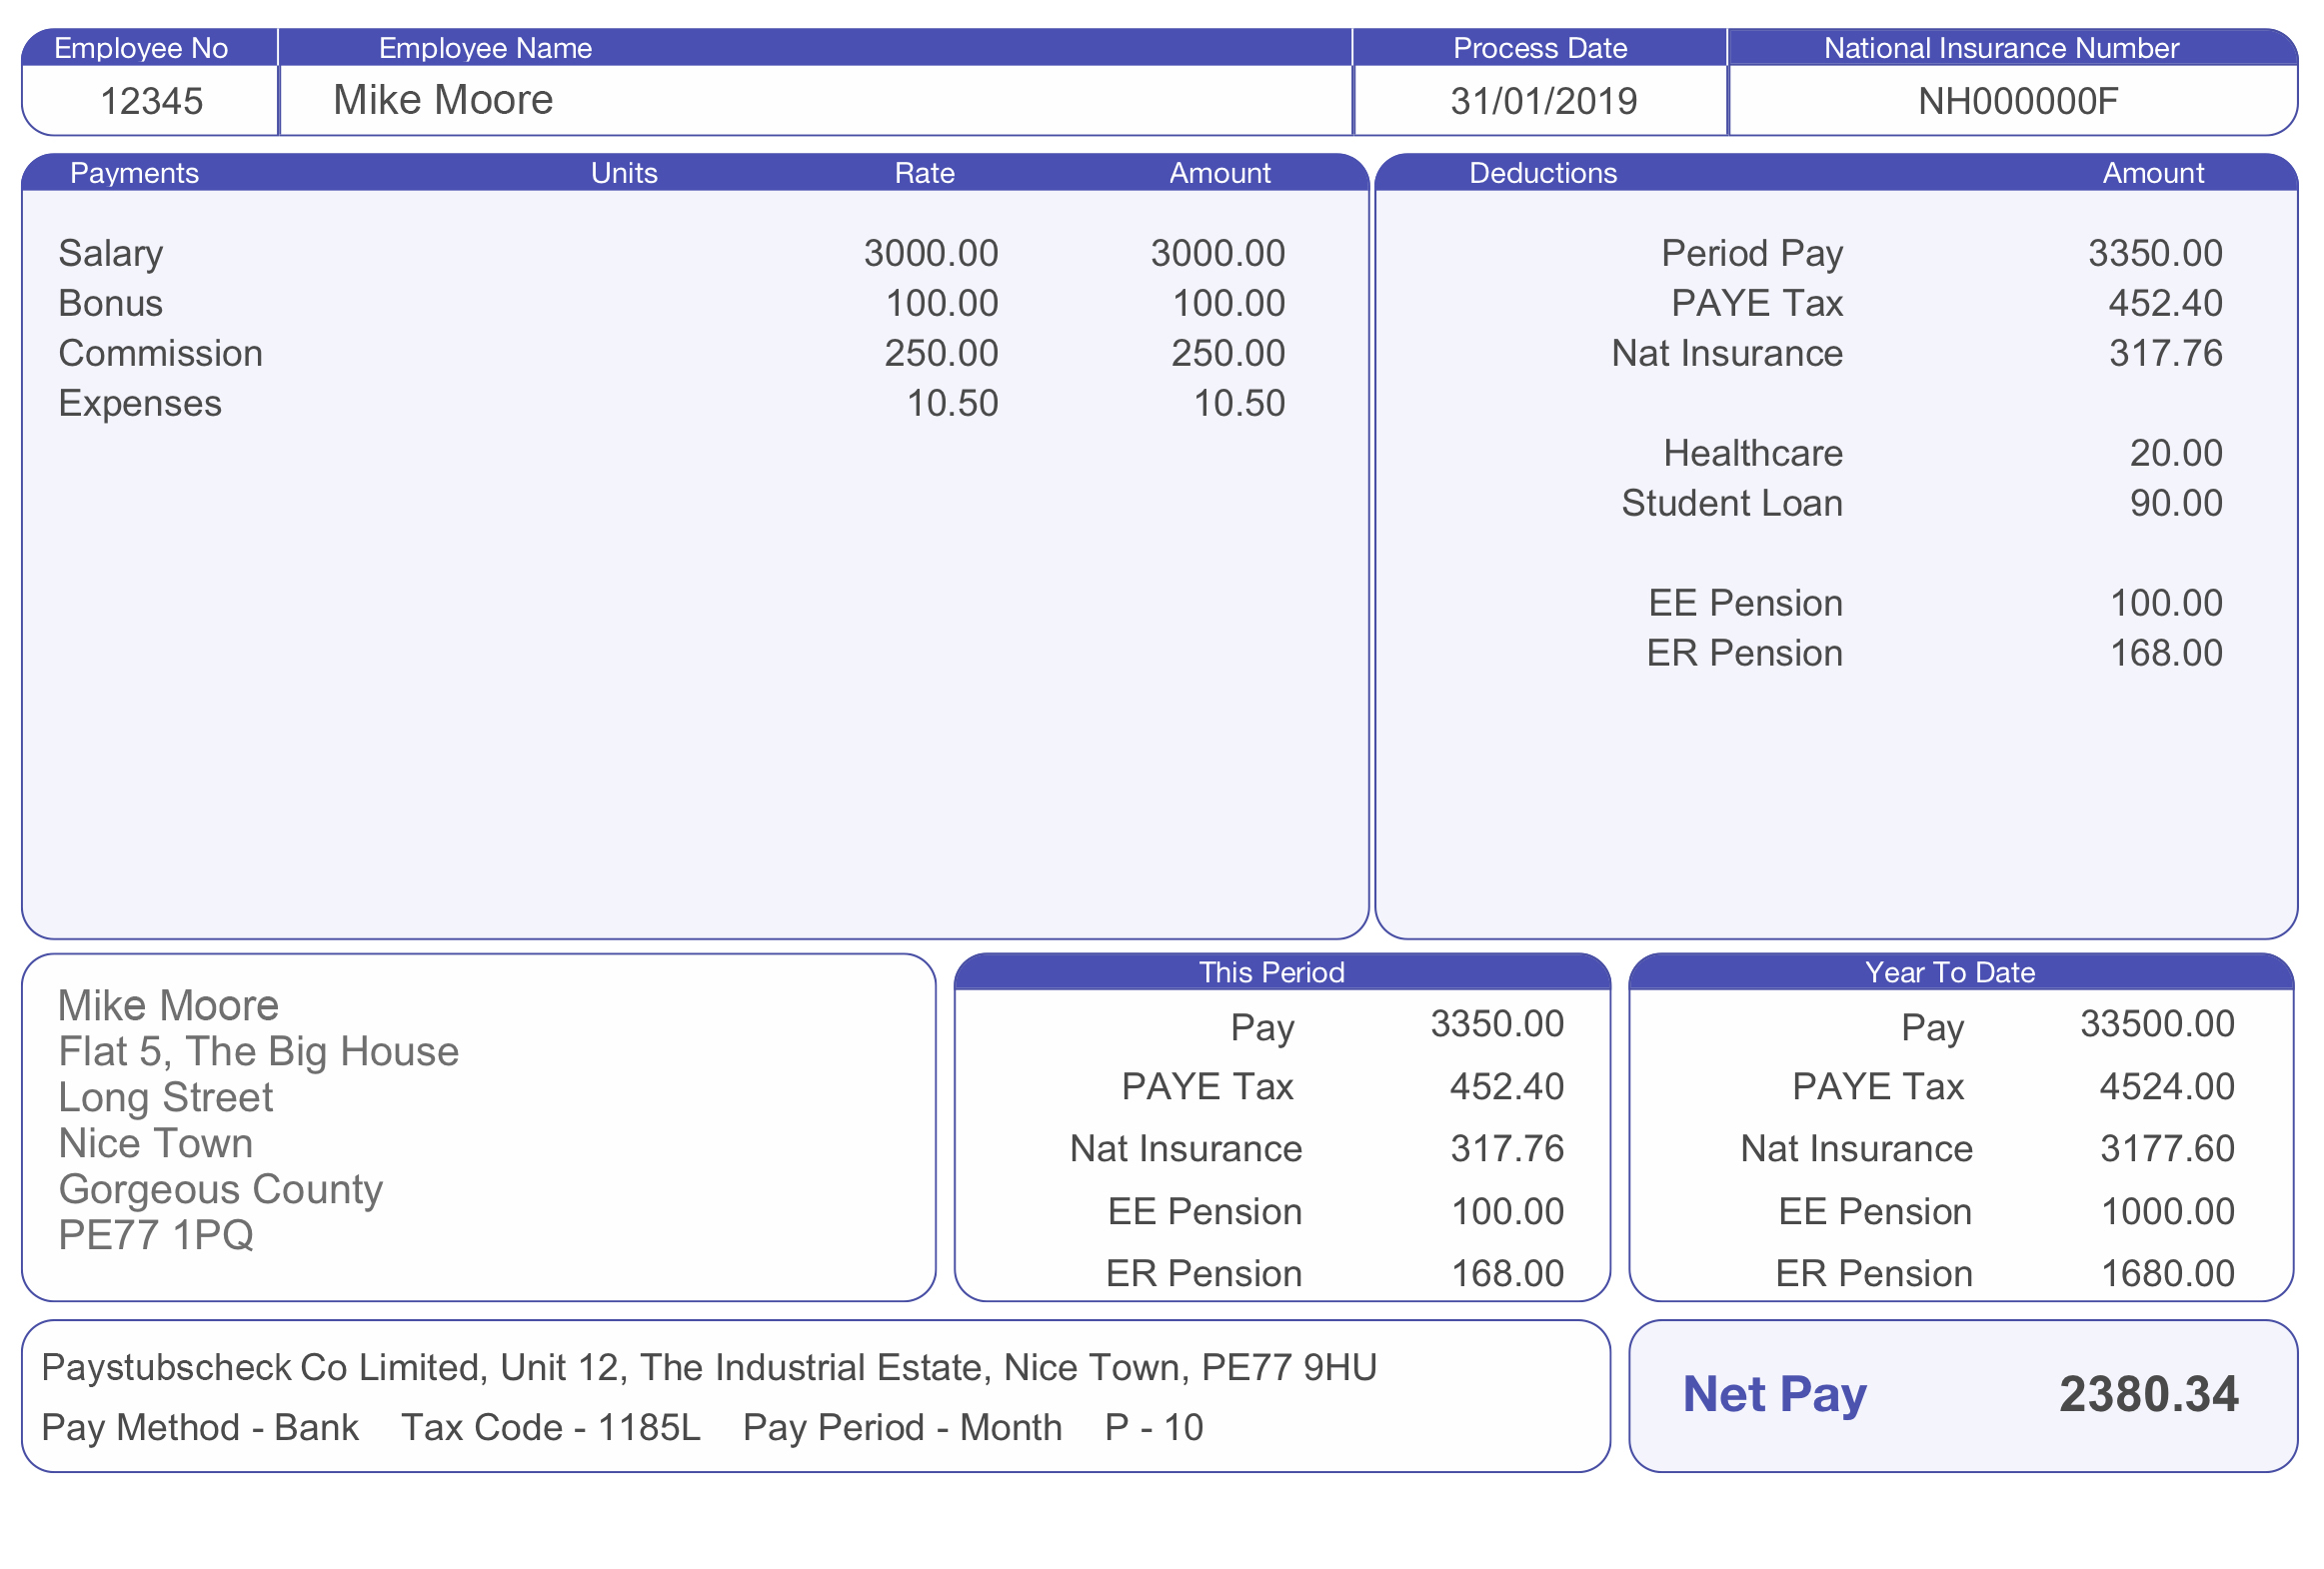 Employee No Employee Name Process Date National Insurance Number
12345 Mike Moore 31/01/2019 NH000000F
Payments Units Rate Amount Deductions Amount
Salary 3000.00 3000.00 Period Pay 3350.00
Bonus 100.00 100.00 PAYE Tax 452.40
Commission 250.00 250.00 Nat Insurance 317.76
Expenses 10.50 10.50
Healthcare 20.00
Student Loan 90.00
EE Pension 100.00
ER Pension 168.00
Mike Moore
Flat 5, The Big House
Long Street
Nice Town
Gorgeous County
PE77 1PQ
This Period
Pay 3350.00
PAYE Tax 452.40
Nat Insurance 317.76
EE Pension 100.00
ER Pension 168.00
Year To Date
Pay 33500.00
PAYE Tax 4524.00
Nat Insurance 3177.60
EE Pension 1000.00
ER Pension 1680.00
Paystubscheck Co Limited, Unit 12, The Industrial Estate, Nice Town, PE77 9HU
Pay Method - Bank Tax Code - 1185L Pay Period - Month P - 10
Net Pay 2380.34